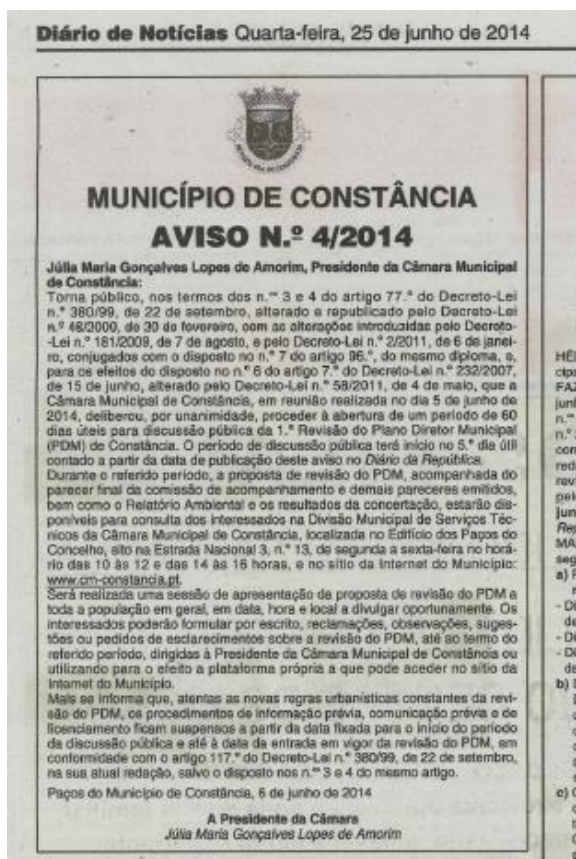 Diário de Notícias Quarta-feira, 25 de junho de 2014
MUNICÍPIO DE CONSTÂNCIA
AVISO N.º 4/2014
Júlia Maria Gonçalves Lopes de Amorim, Presidente da Câmara Municipal
de Constância:
Torna público, nos termos dos n.ºˢ 3 e 4 do artigo 77.º do Decreto-Lei
n.º 380/99, de 22 de setembro, alterado e republicado pelo Decreto-Lei
n.º 46/2000, de 20 de fevereiro, com as alterações introduzidas pelo Decreto-
-Lei n.º 181/2009, de 7 de agosto, e pelo Decreto-Lei n.º 2/2011, de 6 de janei-
ro, conjugados com o disposto no n.º 7 do artigo 96.º, do mesmo diploma, e,
para os efeitos do disposto no n.º 6 do artigo 7.º do Decreto-Lei n.º 232/2007,
de 15 de junho, alterado pelo Decreto-Lei n.º 58/2011, de 4 de maio, que a
Câmara Municipal de Constância, em reunião realizada no dia 5 de junho de
2014, deliberou, por unanimidade, proceder à abertura de um período de 60
dias úteis para discussão pública da 1.ª Revisão do Plano Diretor Municipal
(PDM) de Constância. O período de discussão pública terá início no 5.º dia útil
contado a partir da data de publicação deste aviso no Diário da República.
Durante o referido período, a proposta de revisão do PDM, acompanhada do
parecer final da comissão de acompanhamento e demais pareceres emitidos,
bem como o Relatório Ambiental e os resultados da concertação, estarão dis-
poníveis para consulta dos interessados na Divisão Municipal de Serviços Téc-
nicos da Câmara Municipal de Constância, localizada no Edifício dos Paços do
Concelho, sito na Estrada Nacional 3, n.º 13, de segunda a sexta-feira no horá-
rio das 10 às 12 e das 14 às 16 horas, e no sítio da Internet do Município:
www.cm-constancia.pt.
Será realizada uma sessão de apresentação da proposta de revisão do PDM a
toda a população em geral, em data, hora e local a divulgar oportunamente. Os
interessados poderão formular por escrito, reclamações, observações, suges-
tões ou pedidos de esclarecimentos sobre a revisão do PDM, até ao termo do
referido período, dirigidas à Presidente da Câmara Municipal de Constância ou
utilizando para o efeito a plataforma própria a que pode aceder no sítio da
Internet do Município.
Mais se informa que, atentas as novas regras urbanísticas constantes da revi-
são do PDM, os procedimentos de informação prévia, comunicação prévia e de
licenciamento ficam suspensos a partir da data fixada para o início do período
da discussão pública e até à data da entrada em vigor da revisão do PDM, em
conformidade com o artigo 117.º do Decreto-Lei n.º 380/99, de 22 de setembro,
na sua atual redação, salvo o disposto nos n.ºˢ 3 e 4 do mesmo artigo.
Paços do Município de Constância, 6 de junho de 2014
A Presidente da Câmara
Júlia Maria Gonçalves Lopes de Amorim